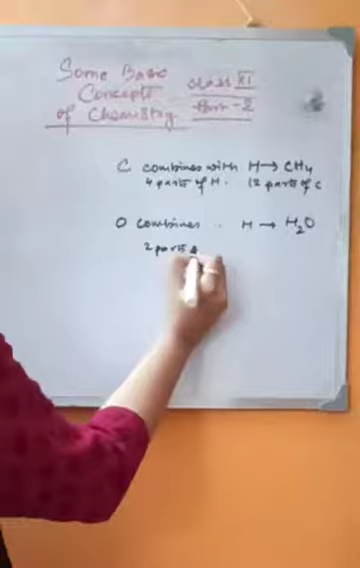 Some Basic
Concepts
of Chemistry
Class XI
Part-2
C combines with H → CH4
4 parts of H. 12 parts of C
O combines . H → H2O
2 parts